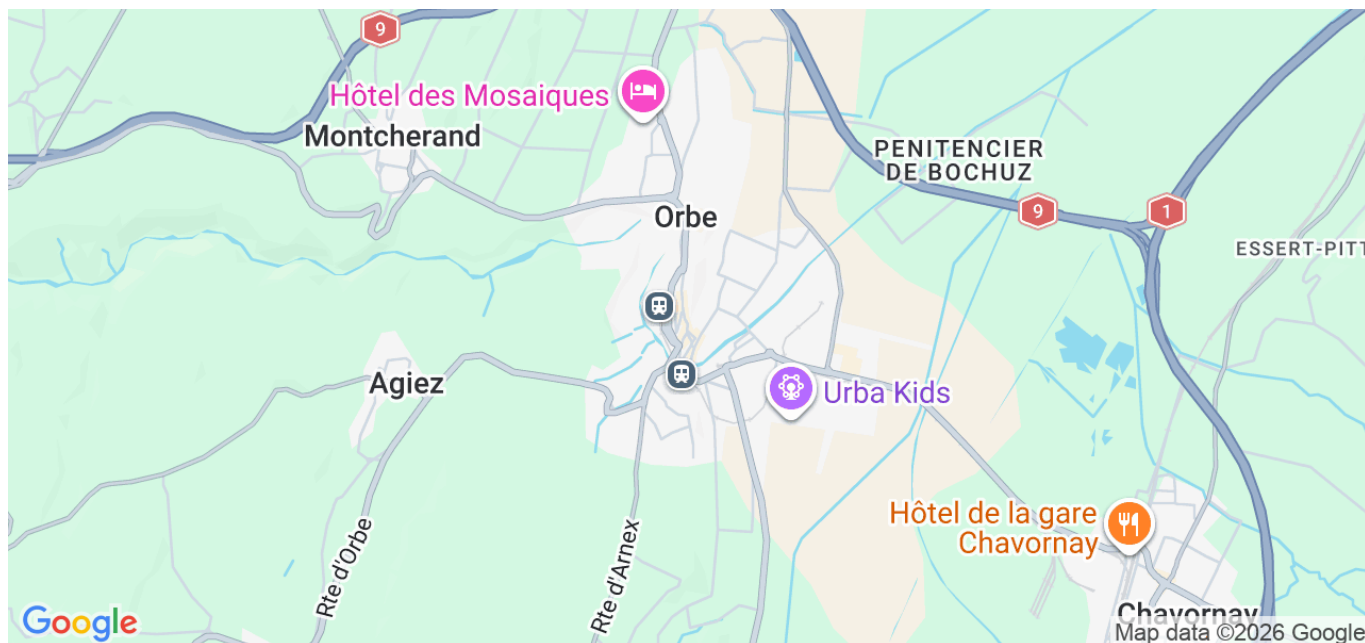 9
Hôtel des Mosaiques
Montcherand
PENITENCIER
DE BOCHUZ
9
1
Orbe
ESSERT-PITT
Agiez
Urba Kids
Hôtel de la gare
Chavornay
Rte d'Orbe
Rte d'Arnex
Chavornay
Google
Map data ©2026 Google